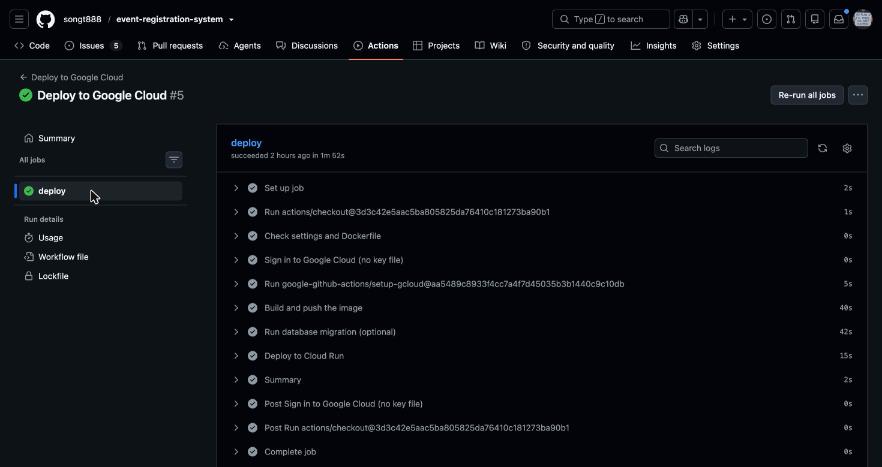 songt888 / event-registration-system
Type / to search
Code
Issues 5
Pull requests
Agents
Discussions
Actions
Projects
Wiki
Security and quality
Insights
Settings
Deploy to Google Cloud
Deploy to Google Cloud #5
Re-run all jobs
Summary
All jobs
deploy
Run details
Usage
Workflow file
Lockfile
deploy
succeeded 2 hours ago in 1m 52s
Search logs
Set up job 2s
Run actions/checkout@3d3c42e5aac5ba805825da76410c181273ba90b1 1s
Check settings and Dockerfile 0s
Sign in to Google Cloud (no key file) 0s
Run google-github-actions/setup-gcloud@aa5489c8933f4cc7a4f7d45035b3b1440c9c10db 5s
Build and push the image 40s
Run database migration (optional) 42s
Deploy to Cloud Run 15s
Summary 2s
Post Sign in to Google Cloud (no key file) 0s
Post Run actions/checkout@3d3c42e5aac5ba805825da76410c181273ba90b1 0s
Complete job 0s